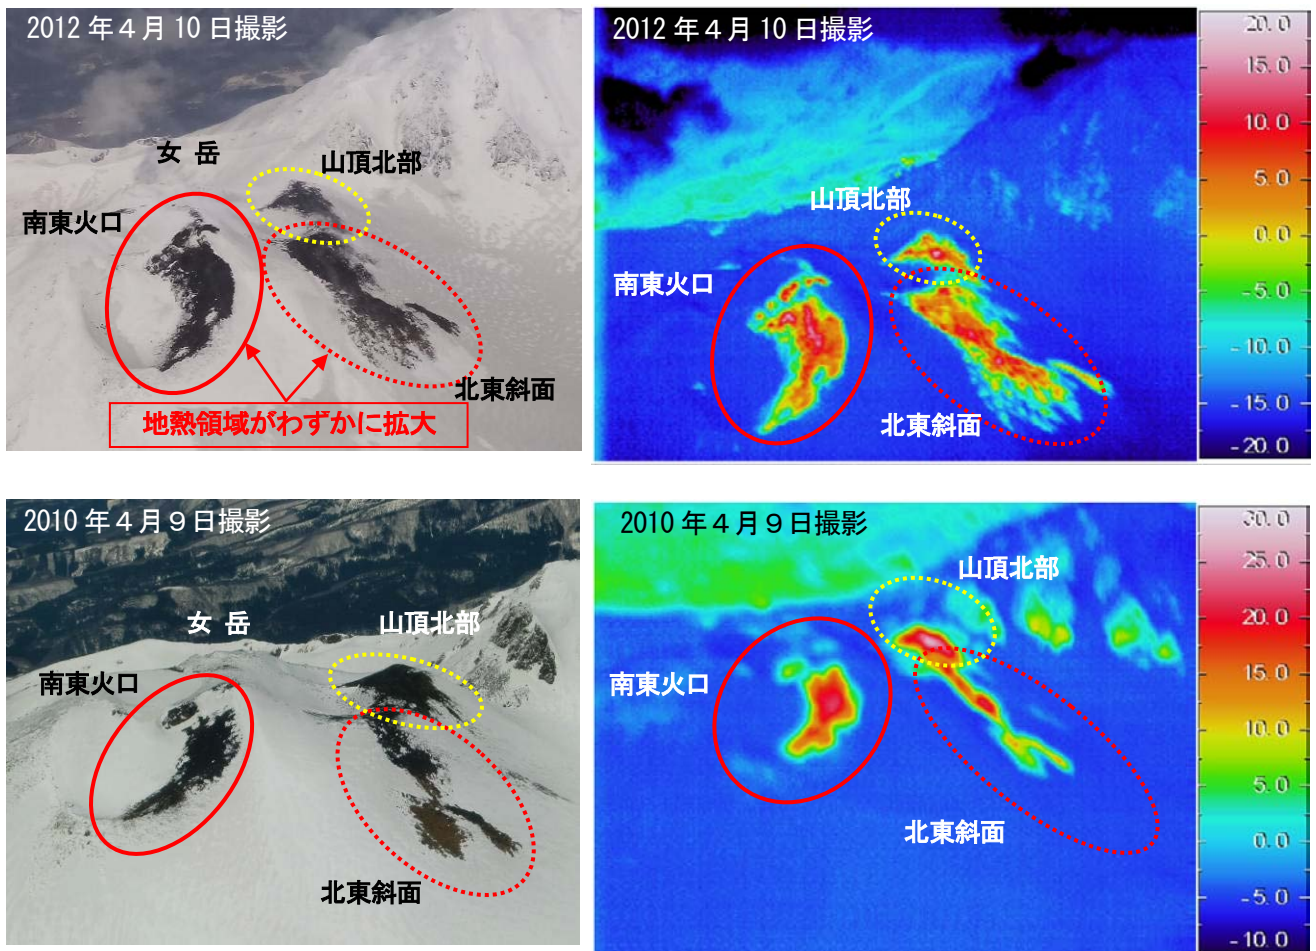 2012年4月10日撮影
女岳
山頂北部
南東火口
北東斜面
地熱領域がわずかに拡大
2012年4月10日撮影
山頂北部
南東火口
北東斜面
20.0
15.0
10.0
5.0
0.0
-5.0
-10.0
-15.0
-20.0
2010年4月9日撮影
女岳
山頂北部
南東火口
北東斜面
2010年4月9日撮影
山頂北部
南東火口
北東斜面
30.0
25.0
20.0
15.0
10.0
5.0
0.0
-5.0
-10.0